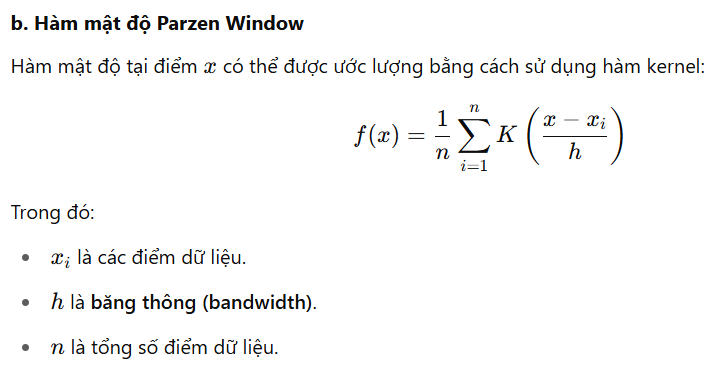 b. Hàm mật độ Parzen Window
Hàm mật độ tại điểm x có thể được ước lượng bằng cách sử dụng hàm kernel:
f(x) = \frac{1}{n} \sum_{i=1}^{n} K \left( \frac{x - x_i}{h} \right)
Trong đó:
• x_i là các điểm dữ liệu.
• h là băng thông (bandwidth).
• n là tổng số điểm dữ liệu.